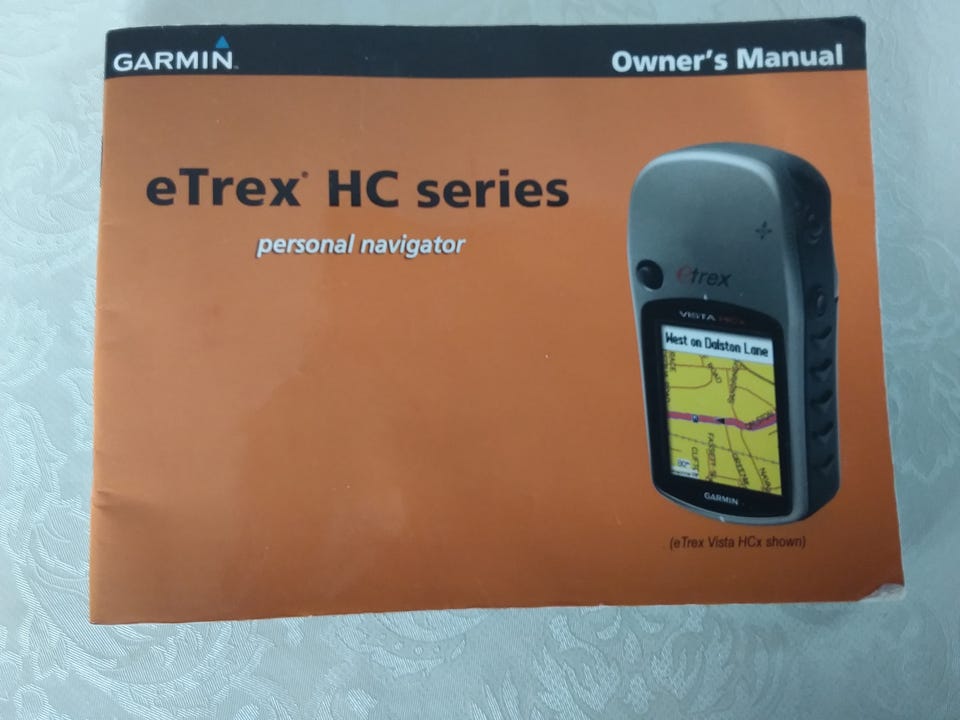 GARMIN™
Owner's Manual
eTrex® HC series
personal navigator
etrex
VISTA HCx
West on Dalston Lane
GARMIN
(eTrex Vista HCx shown)